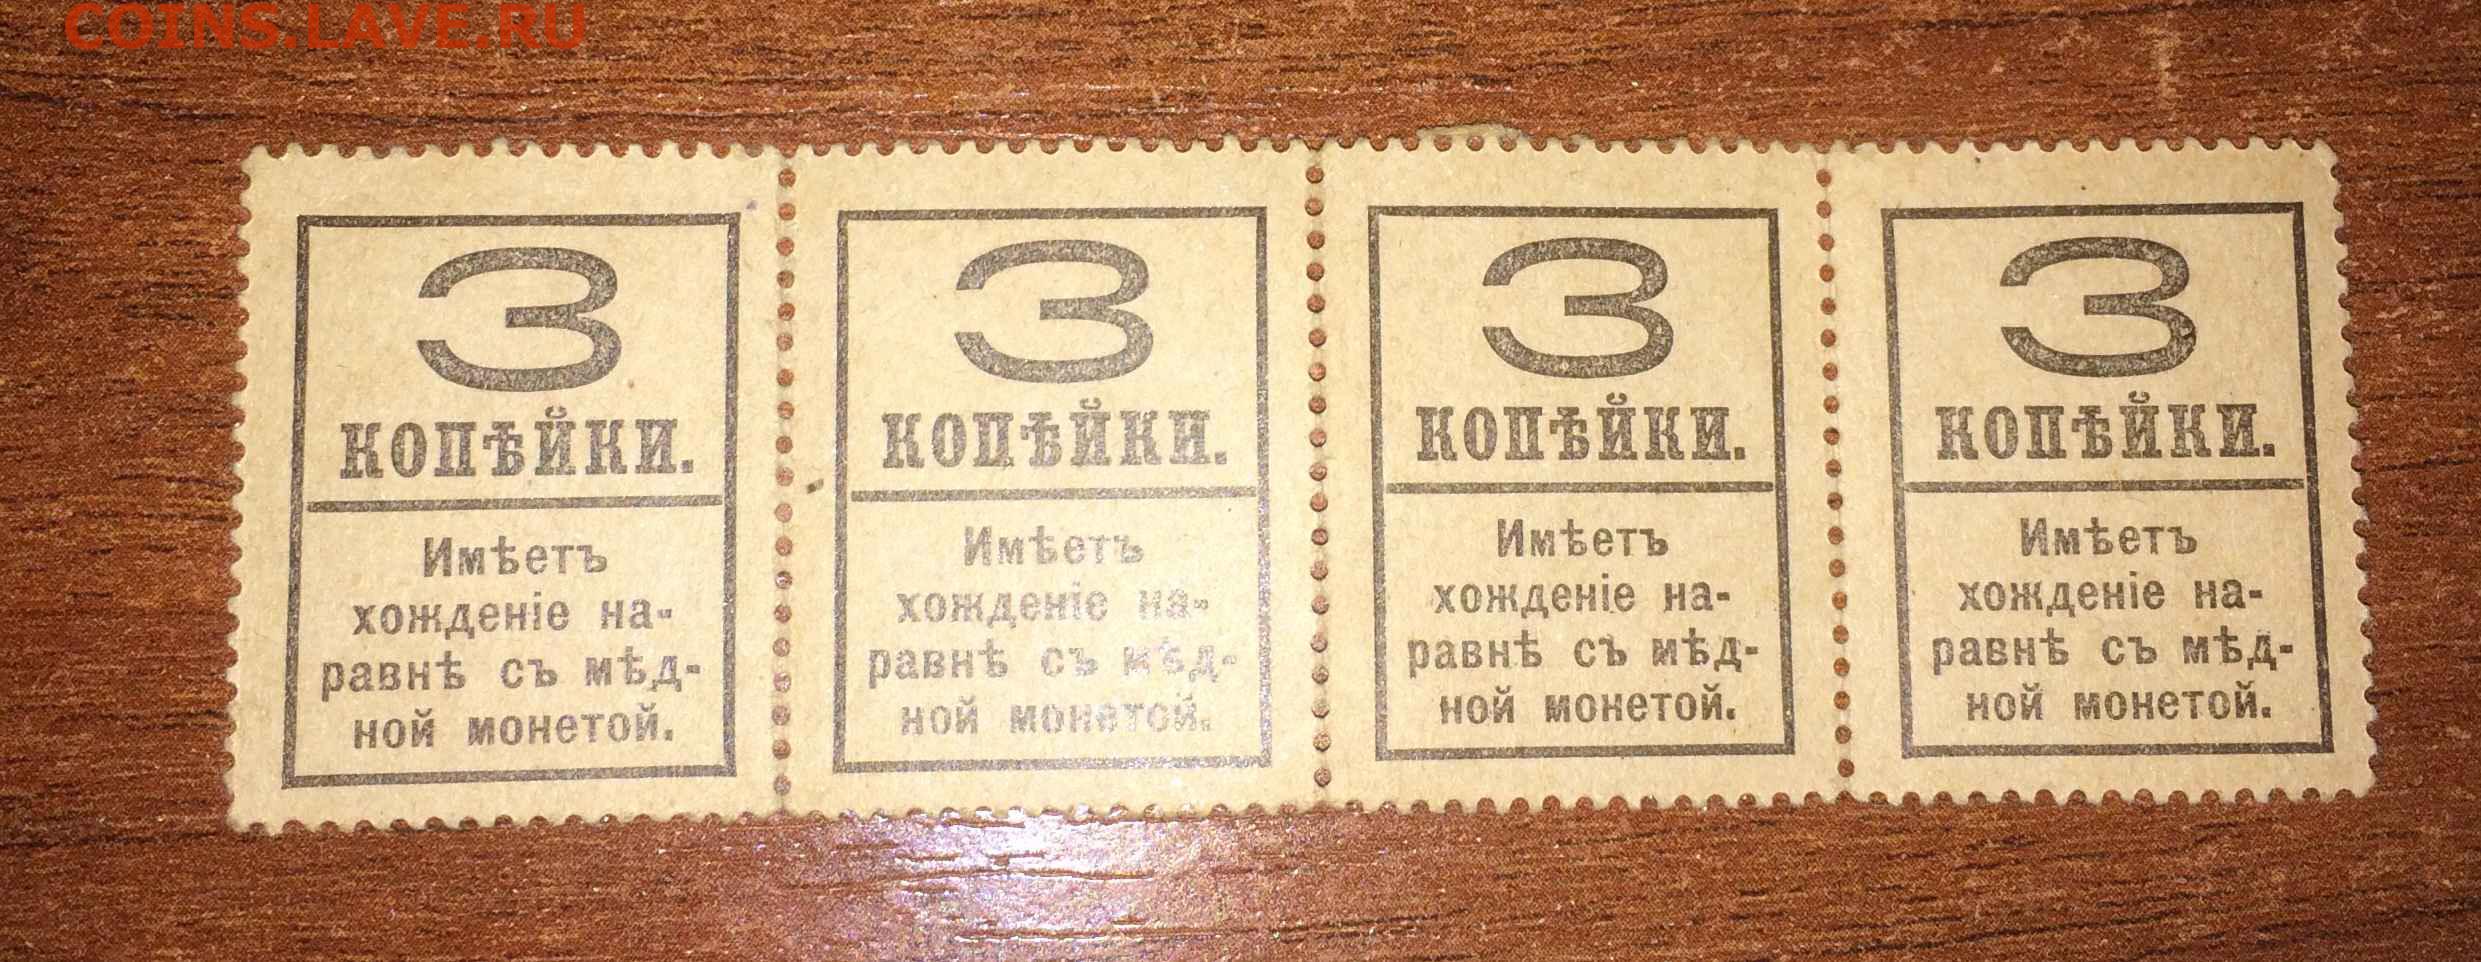 COINS.LAVE.RU
3
КОПѢЙКИ.
Имѣетъ
хожденіе на-
равнѣ съ мѣд-
ной монетой.
3
КОПѢЙКИ.
Имѣетъ
хожденіе на-
равнѣ съ мѣд-
ной монетой.
3
КОПѢЙКИ.
Имѣетъ
хожденіе на-
равнѣ съ мѣд-
ной монетой.
3
КОПѢЙКИ.
Имѣетъ
хожденіе на-
равнѣ съ мѣд-
ной монетой.